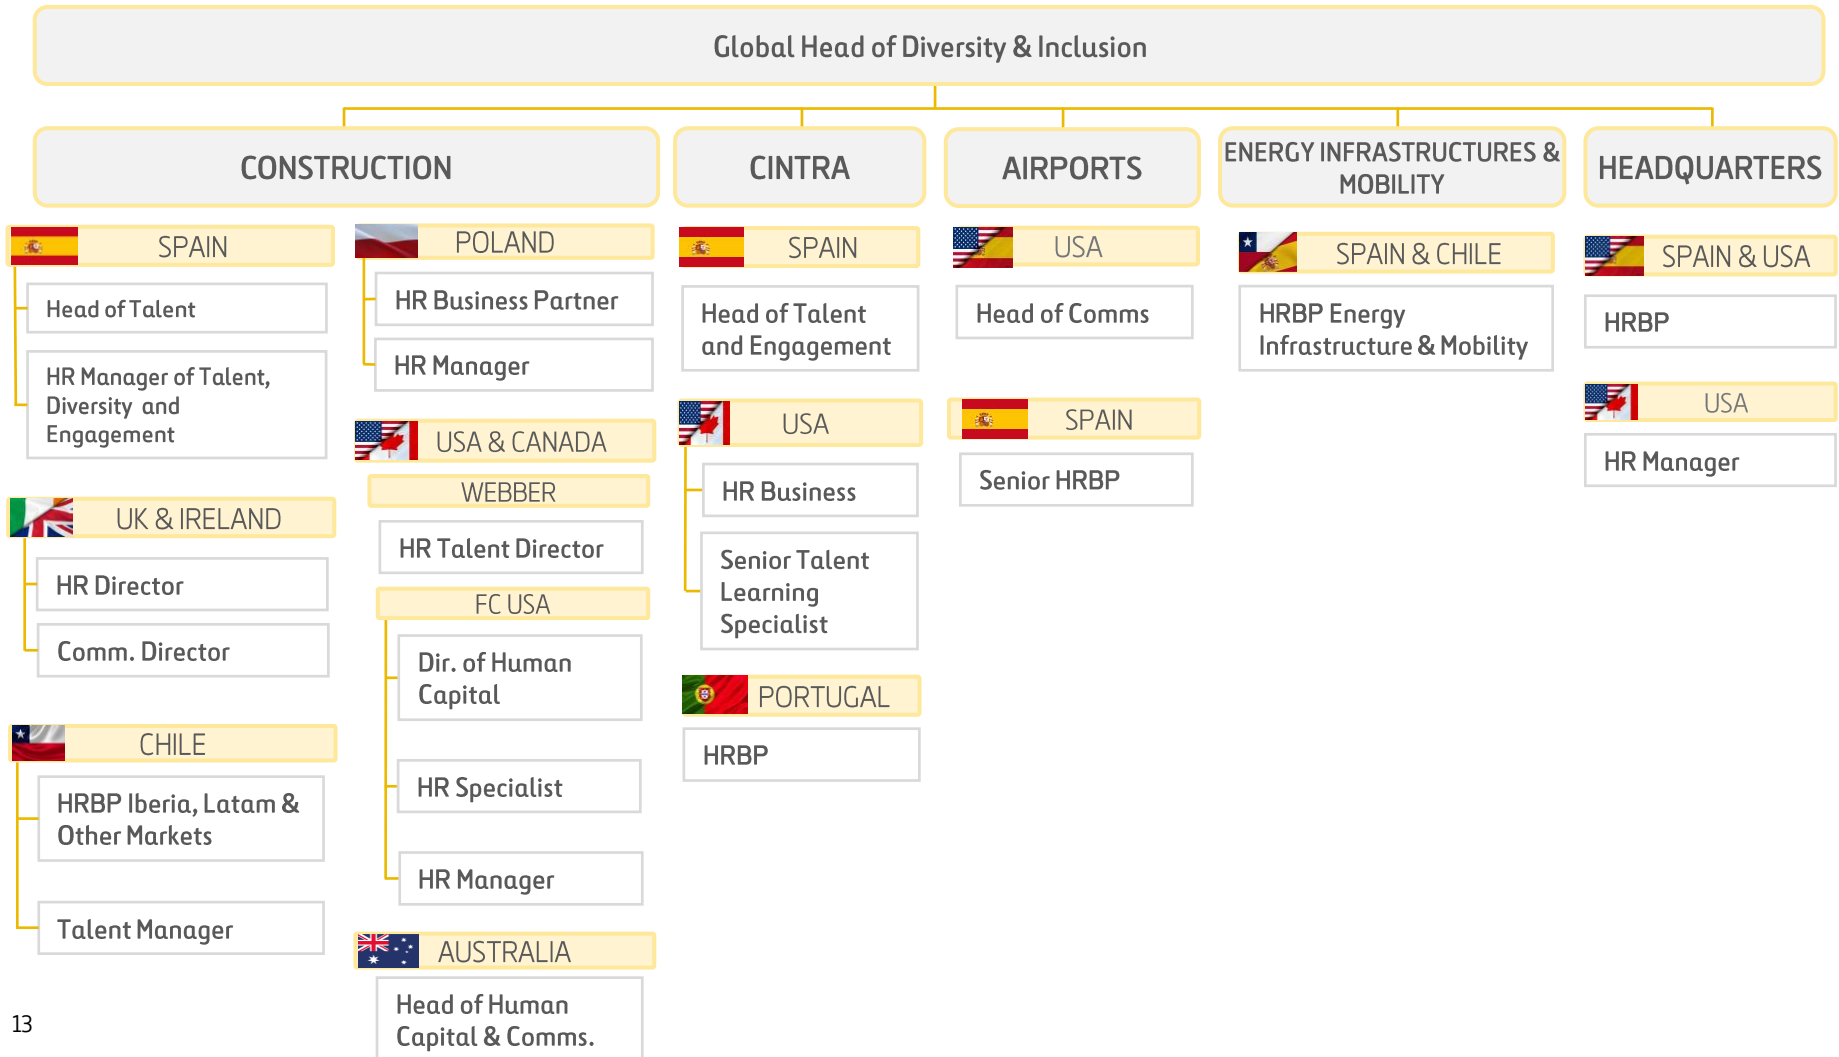 Global Head of Diversity & Inclusion
CONSTRUCTION
SPAIN
Head of Talent
HR Manager of Talent,
Diversity and
Engagement
UK & IRELAND
HR Director
Comm. Director
CHILE
HRBP Iberia, Latam &
Other Markets
Talent Manager
POLAND
HR Business Partner
HR Manager
USA & CANADA
WEBBER
HR Talent Director
FC USA
Dir. of Human
Capital
HR Specialist
HR Manager
AUSTRALIA
Head of Human
Capital & Comms.
CINTRA
SPAIN
Head of Talent
and Engagement
USA
HR Business
Senior Talent
Learning
Specialist
PORTUGAL
HRBP
AIRPORTS
USA
Head of Comms
SPAIN
Senior HRBP
ENERGY INFRASTRUCTURES &
MOBILITY
SPAIN & CHILE
HRBP Energy
Infrastructure & Mobility
HEADQUARTERS
SPAIN & USA
HRBP
USA
HR Manager
13